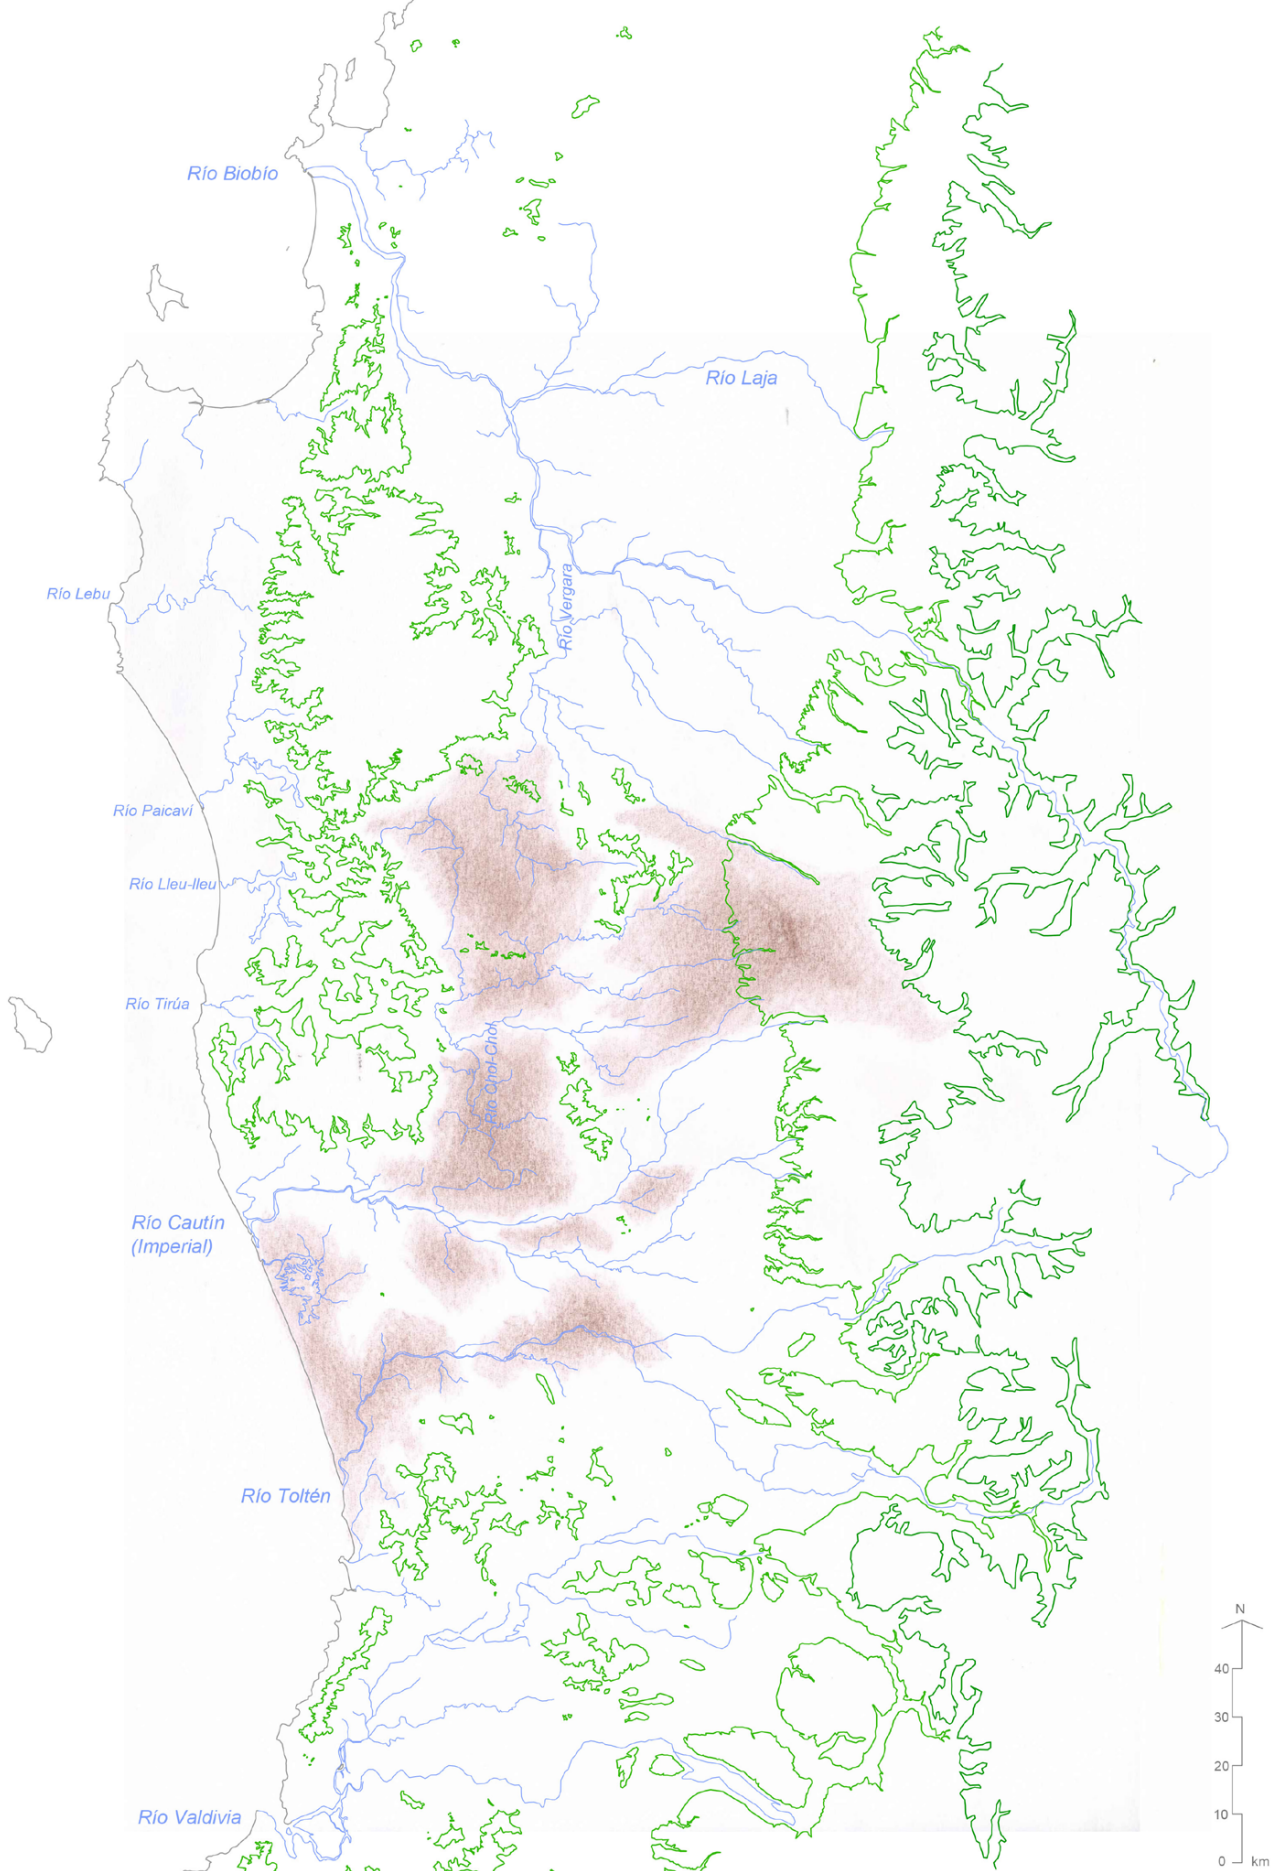 Río Biobío
Río Laja
Río Vergara
Río Lebu
Río Paicaví
Río Lleu-lleu
Río Tirúa
Río Chol-Chol
Río Cautín
(Imperial)
Río Toltén
Río Valdivia
N
40
30
20
10
0 km